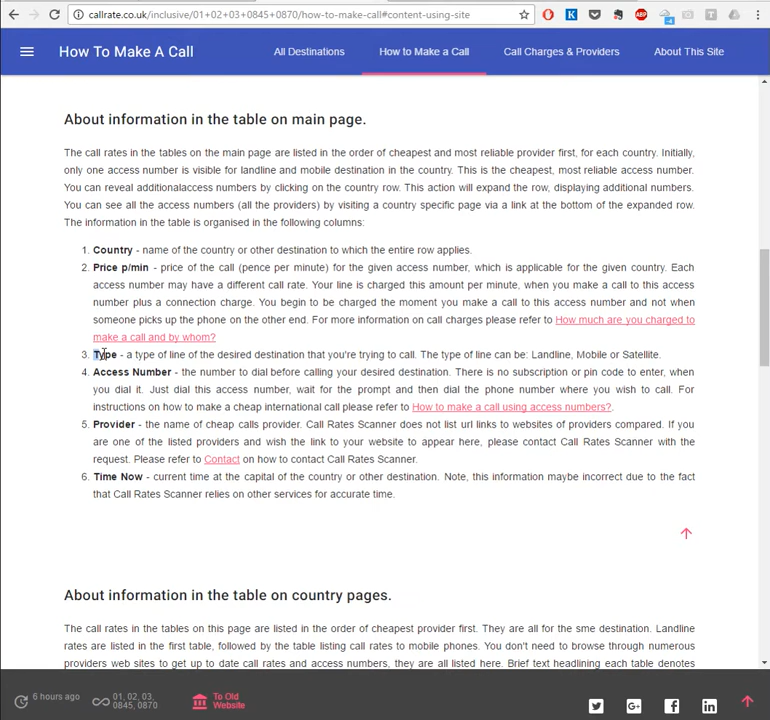 callrate.co.uk/inclusive/01+02+03+0845+0870/how-to-make-call#content-using-site
How To Make A Call
All Destinations
How to Make a Call
Call Charges & Providers
About This Site
About information in the table on main page.
The call rates in the tables on the main page are listed in the order of cheapest and most reliable provider first, for each country. Initially,
only one access number is visible for landline and mobile destination in the country. This is the cheapest, most reliable access number.
You can reveal additionalaccess numbers by clicking on the country row. This action will expand the row, displaying additional numbers.
You can see all the access numbers (all the providers) by visiting a country specific page via a link at the bottom of the expanded row.
The information in the table is organised in the following columns:
1. Country - name of the country or other destination to which the entire row applies.
2. Price p/min - price of the call (pence per minute) for the given access number, which is applicable for the given country. Each
access number may have a different call rate. Your line is charged this amount per minute, when you make a call to this access
number plus a connection charge. You begin to be charged the moment you make a call to this access number and not when
someone picks up the phone on the other end. For more information on call charges please refer to How much are you charged to
make a call and by whom?
3. Type - a type of line of the desired destination that you're trying to call. The type of line can be: Landline, Mobile or Satellite.
4. Access Number - the number to dial before calling your desired destination. There is no subscription or pin code to enter, when
you dial it. Just dial this access number, wait for the prompt and then dial the phone number where you wish to call. For
instructions on how to make a cheap international call please refer to How to make a call using access numbers?.
5. Provider - the name of cheap calls provider. Call Rates Scanner does not list url links to websites of providers compared. If you
are one of the listed providers and wish the link to your website to appear here, please contact Call Rates Scanner with the
request. Please refer to Contact on how to contact Call Rates Scanner.
6. Time Now - current time at the capital of the country or other destination. Note, this information maybe incorrect due to the fact
that Call Rates Scanner relies on other services for accurate time.
About information in the table on country pages.
The call rates in the tables on this page are listed in the order of cheapest provider first. They are all for the sme destination. Landline
rates are listed in the first table, followed by the table listing call rates to mobile phones. You don't need to browse through numerous
providers web sites to get up to date call rates and access numbers, they are all listed here. Brief text headlining each table denotes
6 hours ago
01, 02, 03,
0845, 0870
To Old
Website